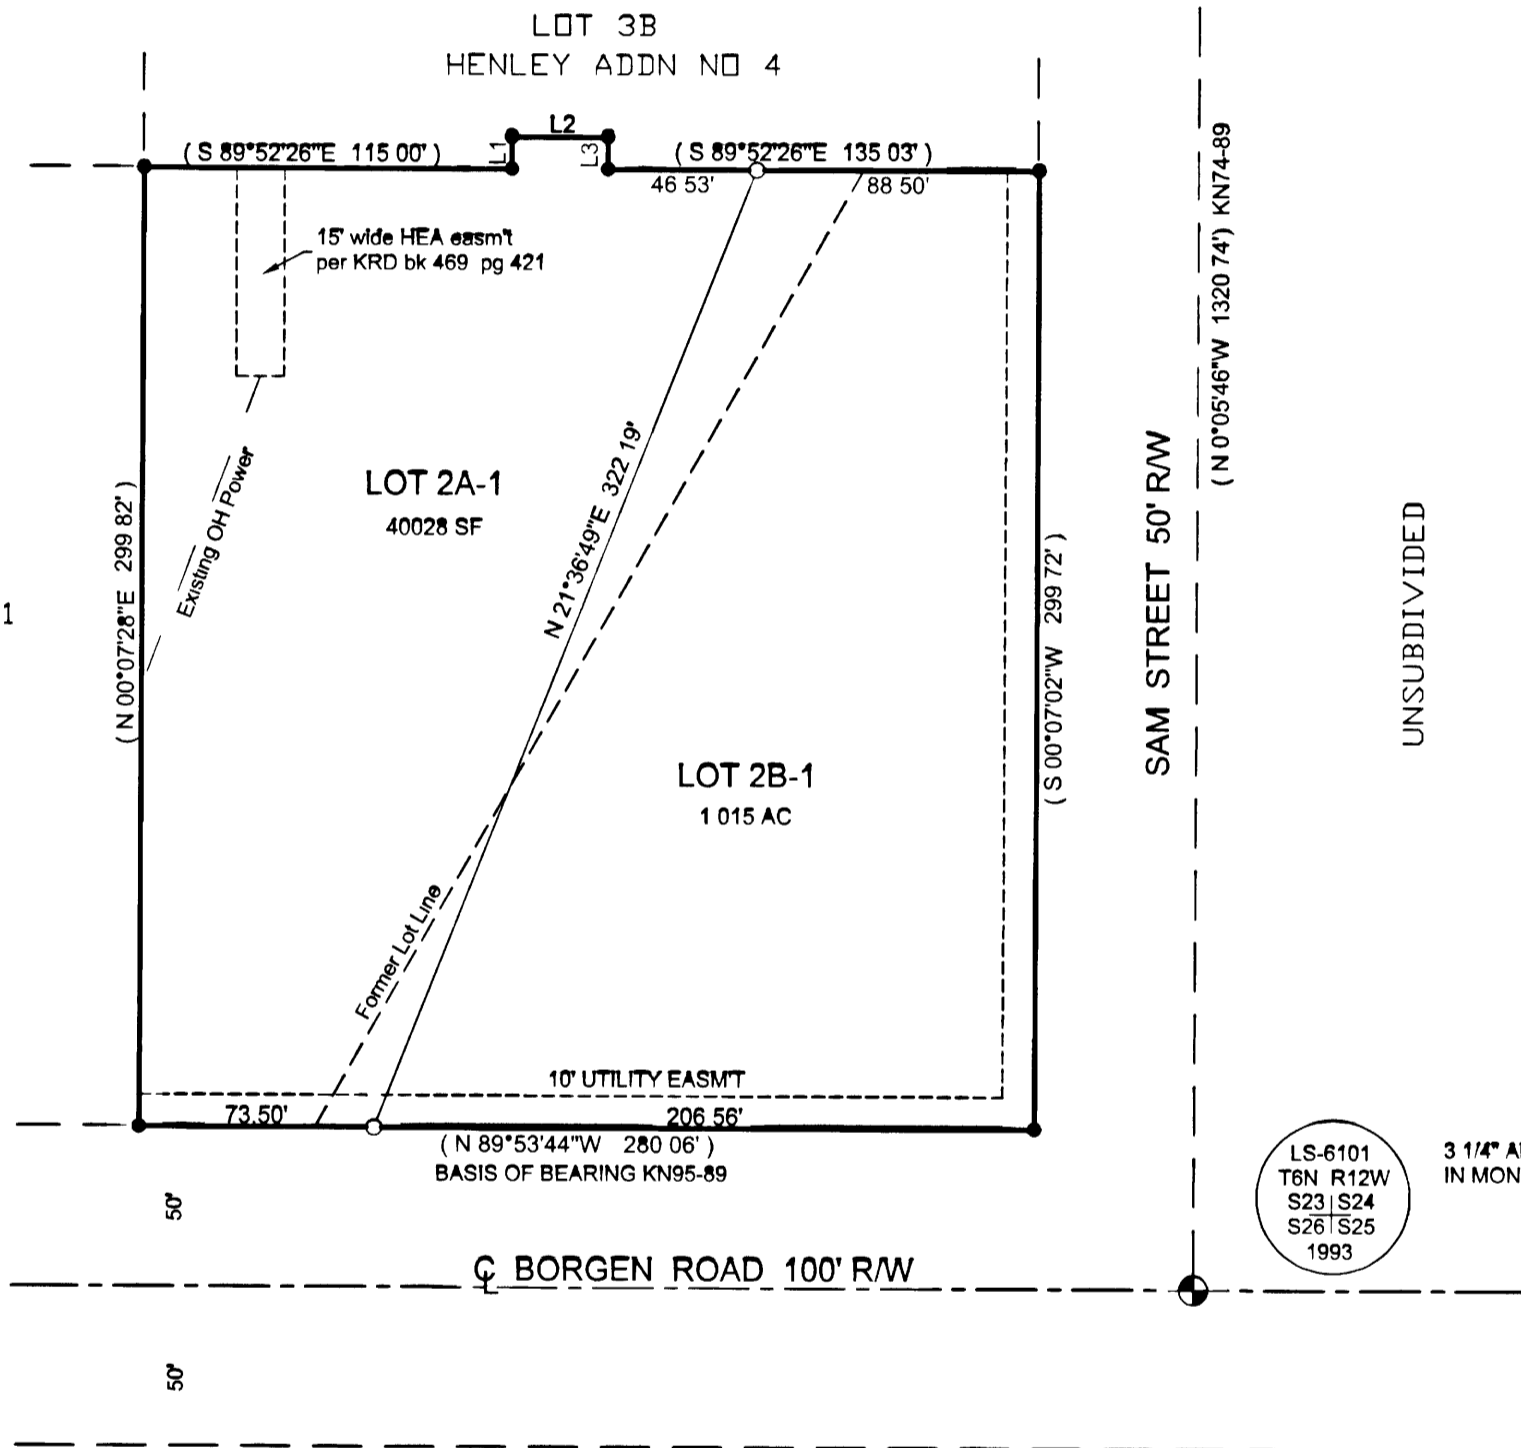 LOT 3B
HENLEY ADDN NO 4
L2
( S 89°52'26"E 115 00' )
L1
L3
( S 89°52'26"E 135 03' )
46 53'
88 50'
15' wide HEA easm't
per KRD bk 469 pg 421
( N 0°05'46"W 1320 74') KN74-89
LOT 2A-1
40028 SF
N 21°36'49"E 322 19'
Existing OH Power
( N 00°07'28"E 299 82' )
SAM STREET 50' R/W
UNSUBDIVIDED
1
( S 00°07'02"W 299 72' )
LOT 2B-1
1 015 AC
Former Lot Line
10' UTILITY EASM'T
73.50'
206 56'
( N 89°53'44"W 280 06' )
BASIS OF BEARING KN95-89
LS-6101
T6N R12W
S23 S24
S26 S25
1993
3 1/4"
IN
50'
℄ BORGEN ROAD 100' R/W
50'